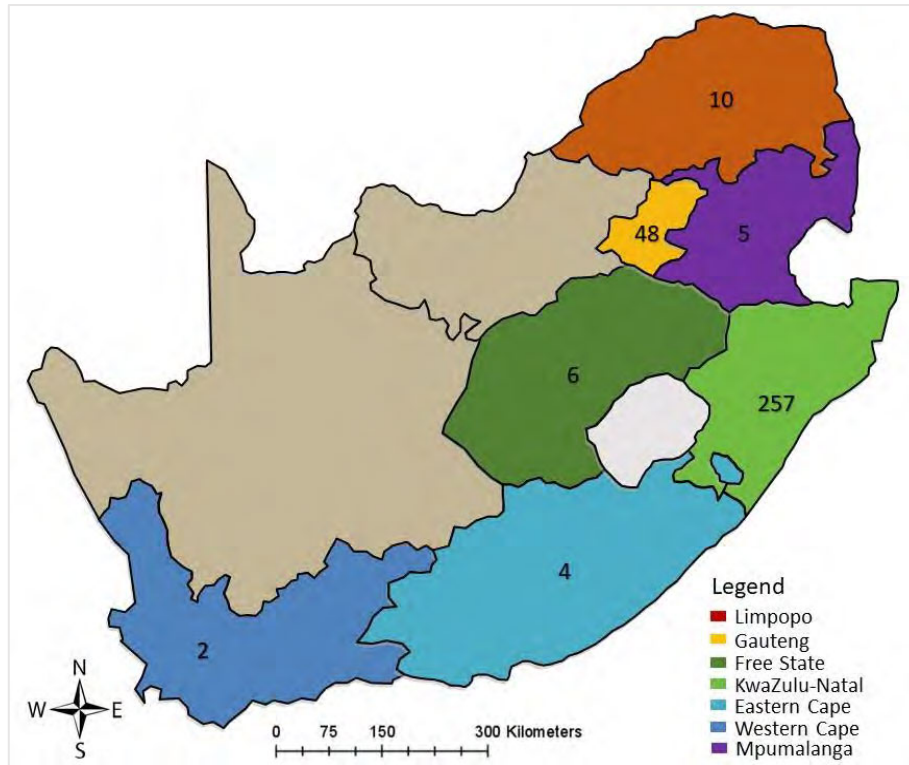 10
48
5
6
257
4
2
Legend
Limpopo
Gauteng
Free State
KwaZulu-Natal
Eastern Cape
Western Cape
Mpumalanga
N
W E
S
0 75 150 300 Kilometers